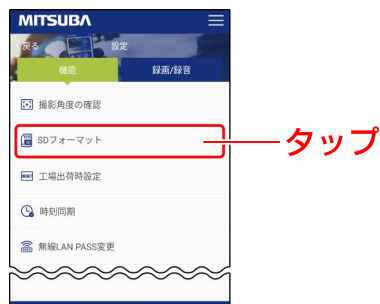 MITSUBA
く戻る
設定
機能
録画/録音
撮影角度の確認
SDフォーマット
タップ
工場出荷時設定
時刻同期
無線LAN PASS変更